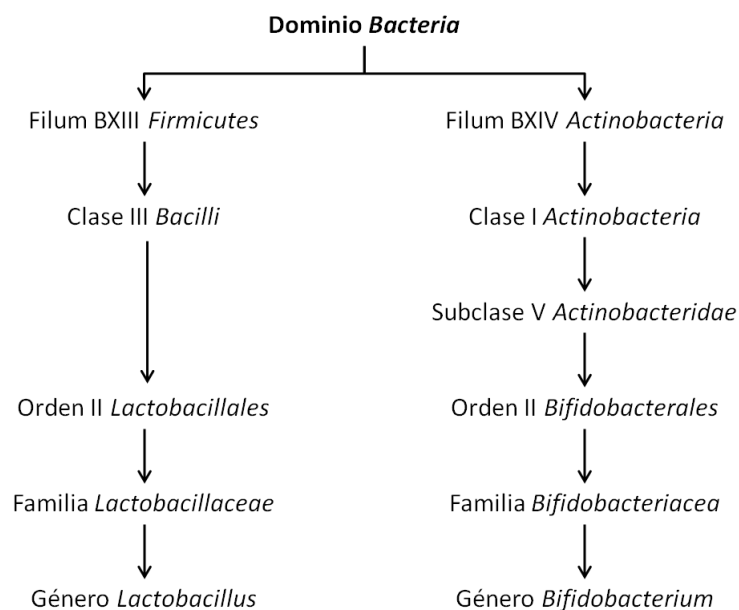 Dominio Bacteria
Filum BXIII Firmicutes
Filum BXIV Actinobacteria
Clase III Bacilli
Clase I Actinobacteria
Subclase V Actinobacteridae
Orden II Lactobacillales
Orden II Bifidobacterales
Familia Lactobacillaceae
Familia Bifidobacteriacea
Género Lactobacillus
Género Bifidobacterium